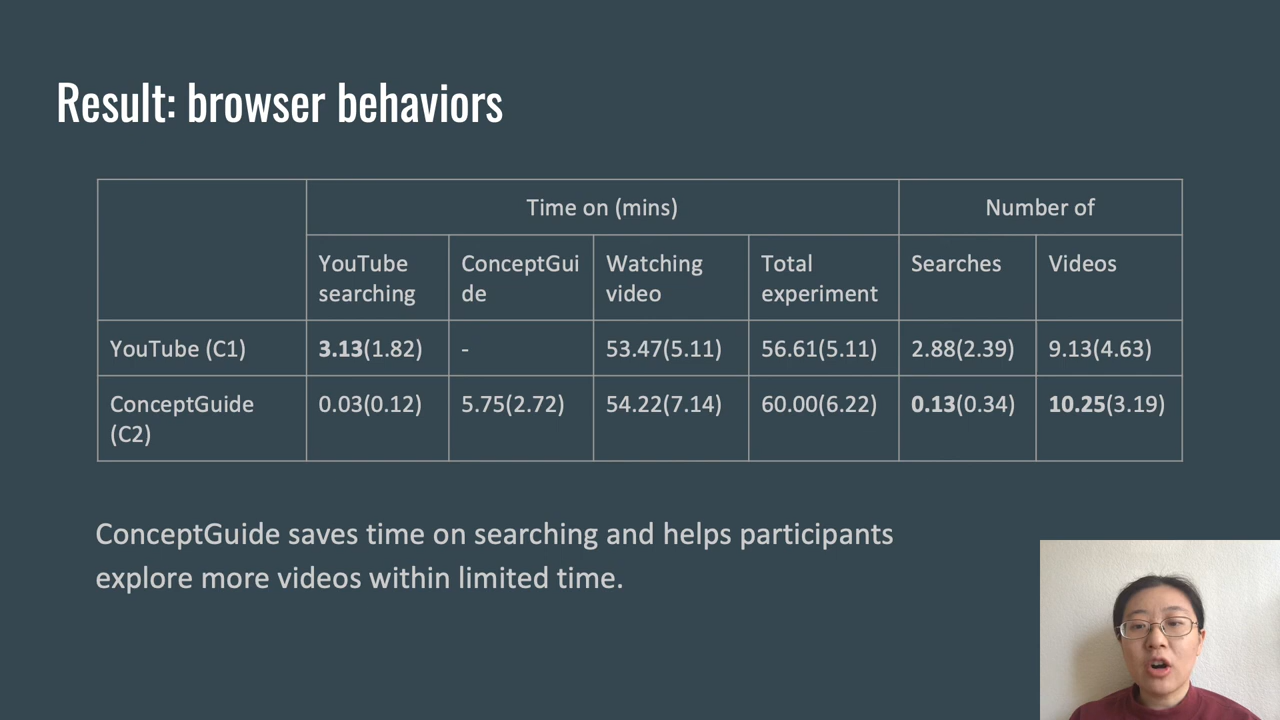 Result: browser behaviors
Time on (mins)
Number of
YouTube
searching
ConceptGui
de
Watching
video
Total
experiment
Searches
Videos
YouTube (C1)
3.13(1.82)
-
53.47(5.11)
56.61(5.11)
2.88(2.39)
9.13(4.63)
ConceptGuide
(C2)
0.03(0.12)
5.75(2.72)
54.22(7.14)
60.00(6.22)
0.13(0.34)
10.25(3.19)
ConceptGuide saves time on searching and helps participants
explore more videos within limited time.